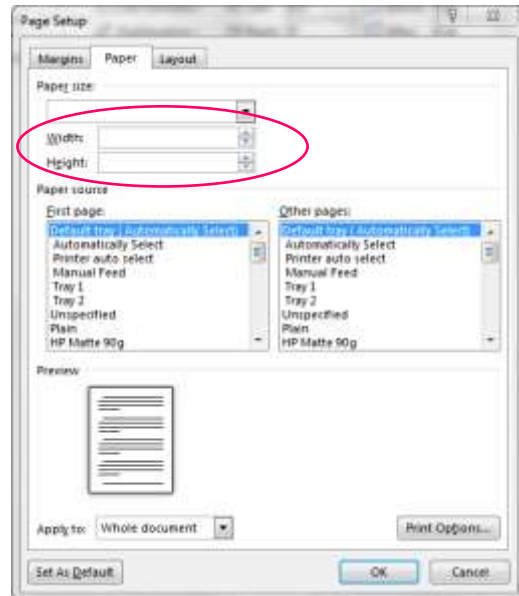 Page Setup
Margins Paper Layout
Paper size:
Width:
Height:
Paper source
First page: Other pages:
Default tray (Automatically Select) Default tray (Automatically Select)
Automatically Select Automatically Select
Printer auto select Printer auto select
Manual Feed Manual Feed
Tray 1 Tray 1
Tray 2 Tray 2
Unspecified Unspecified
Plain Plain
HP Matte 90g HP Matte 90g
Preview
Apply to: Whole document Print Options...
Set As Default OK Cancel